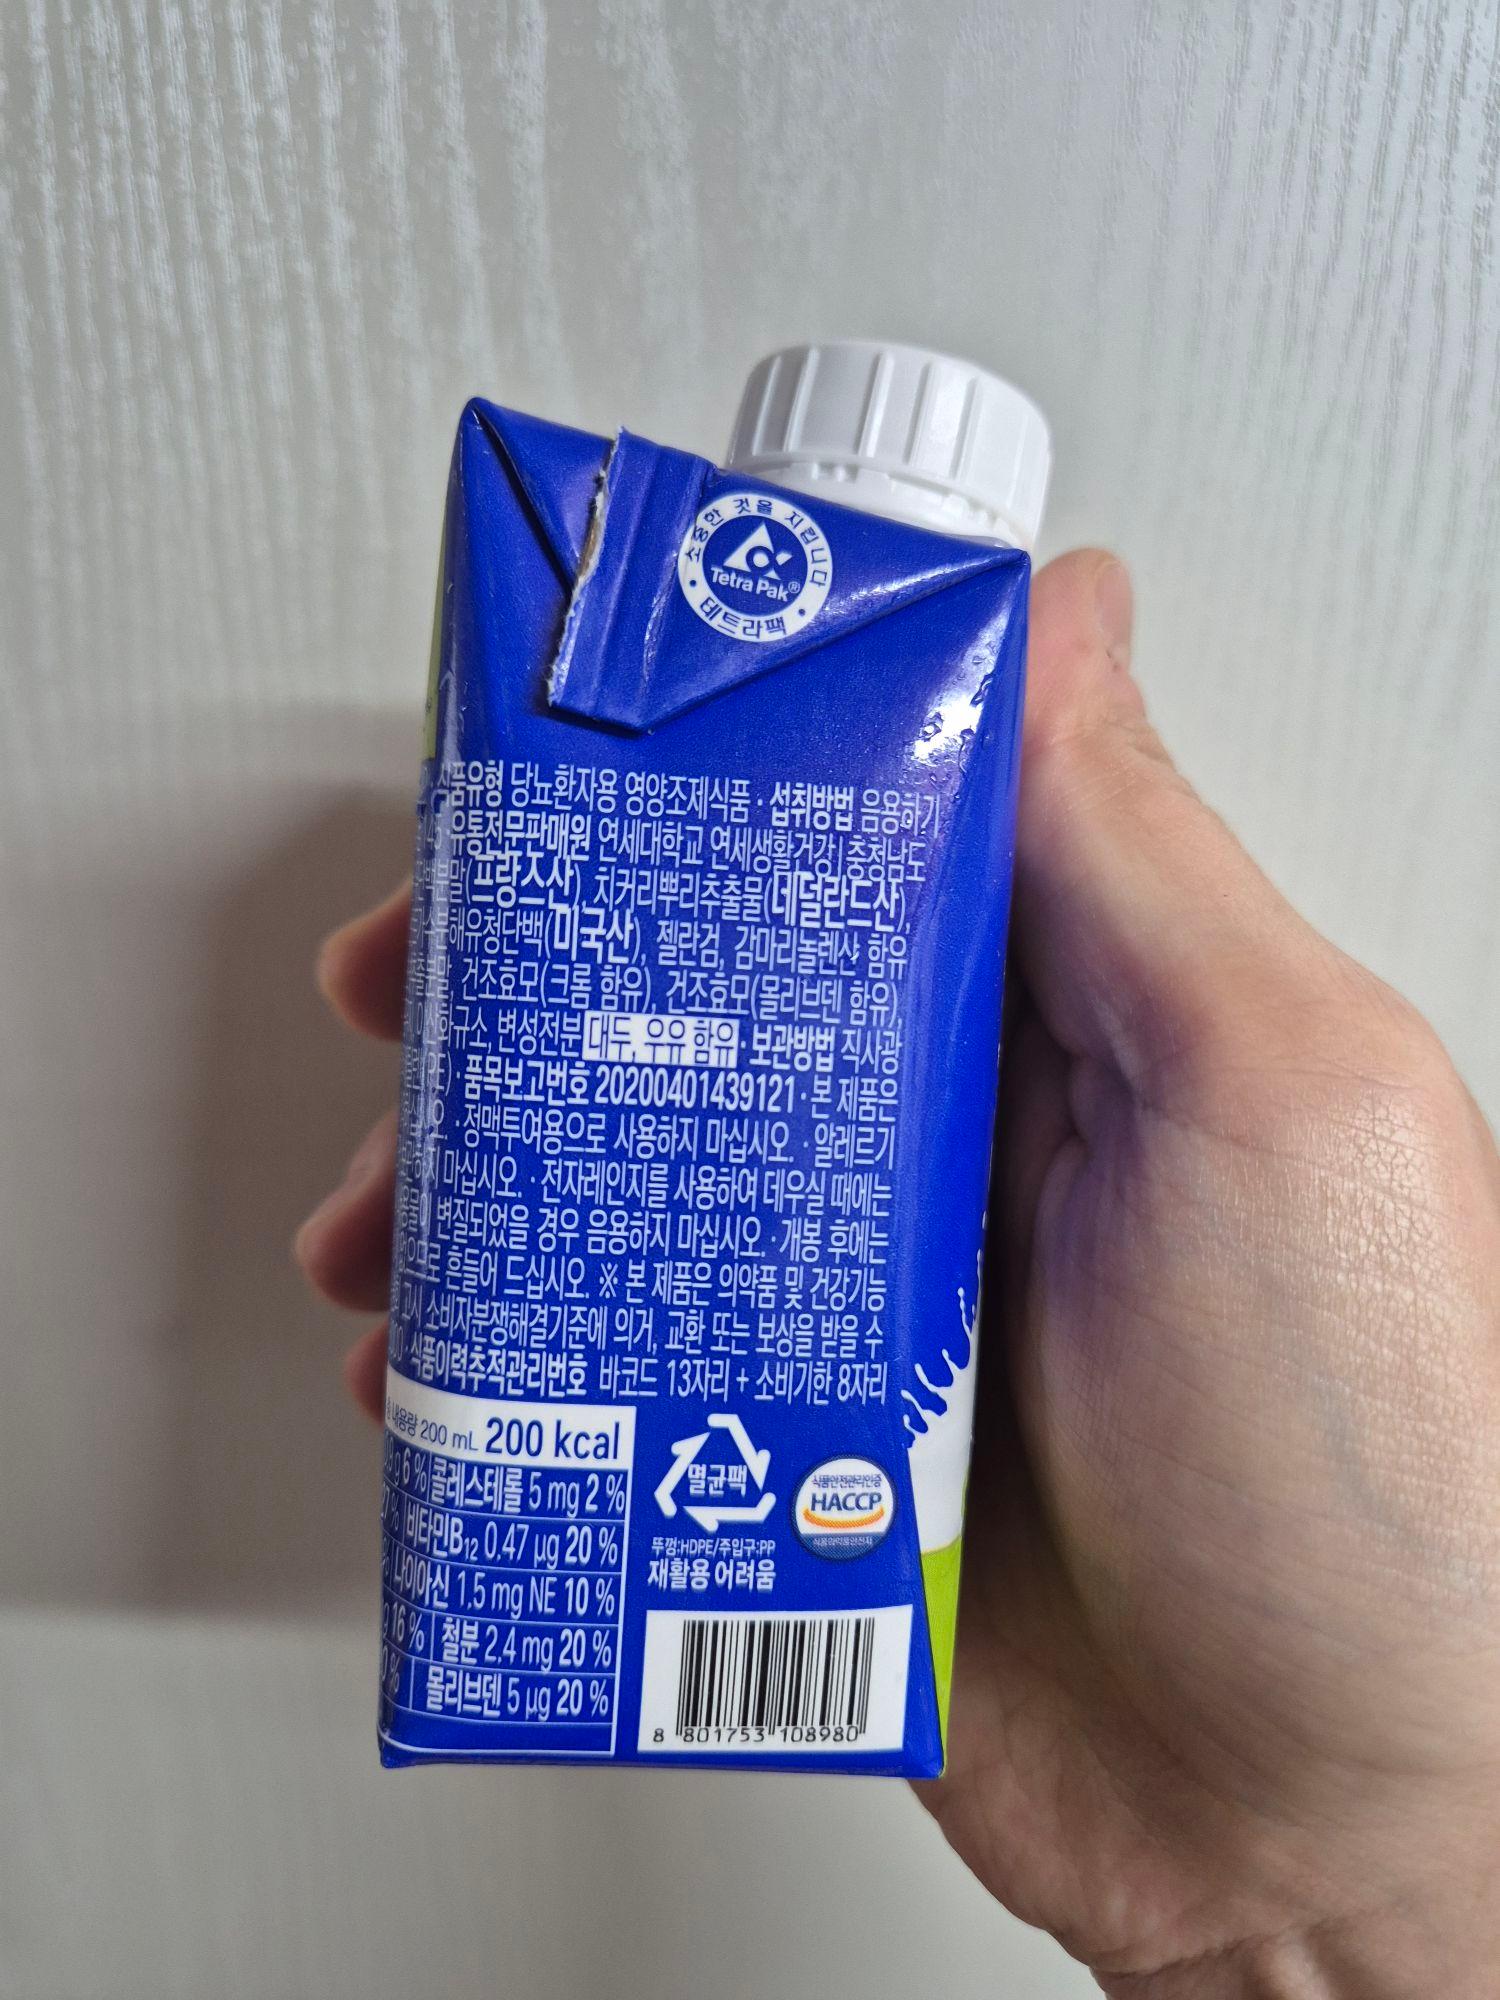 소중한 것을 지킵니다
Tetra Pak®
테트라팩
식품유형 당뇨환자용 영양조제식품 · 섭취방법 음용하기
· 유통전문판매원 연세대학교 연세생활건강 | 충청남도
분말(프랑스산), 치커리뿌리추출물(네덜란드산),
가수분해유청단백(미국산), 젤란검, 감마리놀렌산 함유
건조효모(크롬 함유), 건조효모(몰리브덴 함유),
이산화규소, 변성전분 대두, 우유 함유 · 보관방법 직사광
· 품목보고번호 20200401439121 · 본 제품은
· 정맥투여용으로 사용하지 마십시오. · 알레르기
마십시오. · 전자레인지를 사용하여 데우실 때에는
변질되었을 경우 음용하지 마십시오. · 개봉 후에는
흔들어 드십시오. ※ 본 제품은 의약품 및 건강기능
고시 소비자분쟁해결기준에 의거, 교환 또는 보상을 받을 수
· 식품이력추적관리번호 바코드 13자리 + 소비기한 8자리
내용량 200 mL 200 kcal
6 % 콜레스테롤 5 mg 2 %
비타민B12 0.47 μg 20 %
나이아신 1.5 mg NE 10 %
16 % 철분 2.4 mg 20 %
몰리브덴 5 μg 20 %
멸균팩
뚜껑:HDPE/주입구:PP
재활용 어려움
식품안전관리인증
HACCP
식품의약품안전처
8 801753 108980